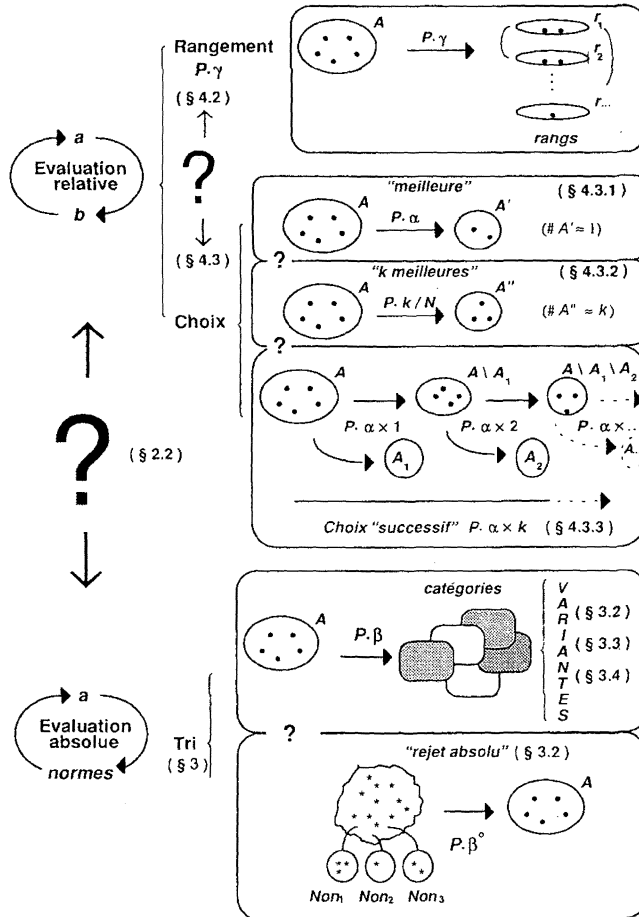 Rangement
P·γ
(§ 4.2)
?
(§ 4.3)
Choix
a
Evaluation
relative
b
A
P·γ
r1
r2
r...
rangs
"meilleure"
(§ 4.3.1)
A
P·α
A'
(# A' ≈ 1)
?
"k meilleures"
(§ 4.3.2)
A
P·k/N
A''
(# A'' ≈ k)
?
A
A \ A1
A \ A1 \ A2
P·α×1
P·α×2
P·α×..
A1
A2
A..
Choix "successif" P·α×k (§ 4.3.3)
?
(§ 2.2)
a
Evaluation
absolue
normes
Tri
(§ 3)
catégories
A
P·β
VARIANTES
(§ 3.2)
(§ 3.3)
(§ 3.4)
?
"rejet absolu" (§ 3.2)
A
P·β°
Non1 Non2 Non3